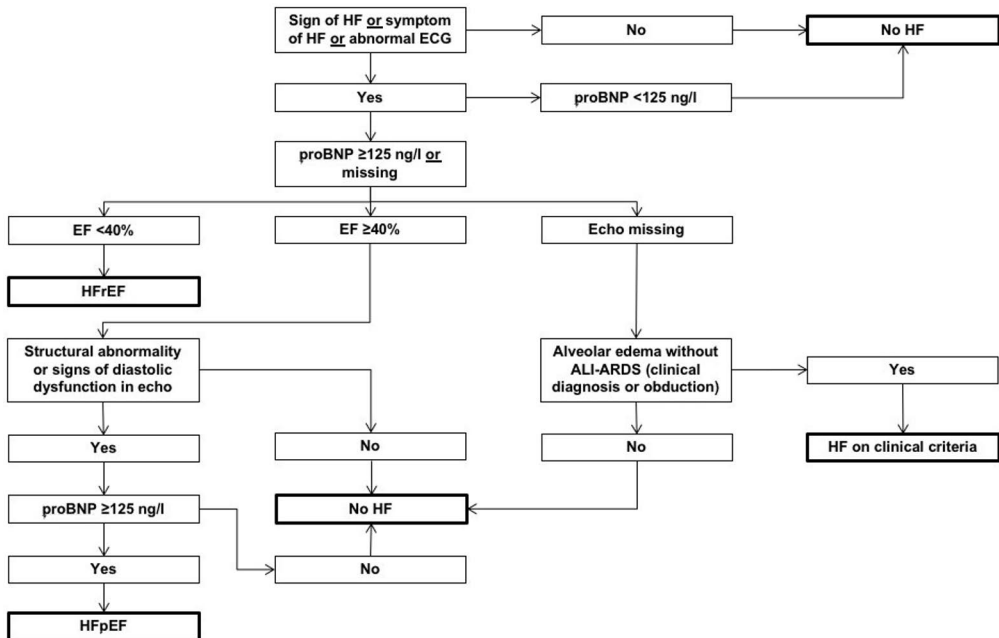 Sign of HF or symptom
of HF or abnormal ECG
No
No HF
Yes
proBNP <125 ng/l
proBNP ≥125 ng/l or
missing
EF <40%
EF ≥40%
Echo missing
HFrEF
Structural abnormality
or signs of diastolic
dysfunction in echo
Alveolar edema without
ALI-ARDS (clinical
diagnosis or obduction)
Yes
Yes
No
No
HF on clinical criteria
proBNP ≥125 ng/l
No HF
Yes
No
HFpEF